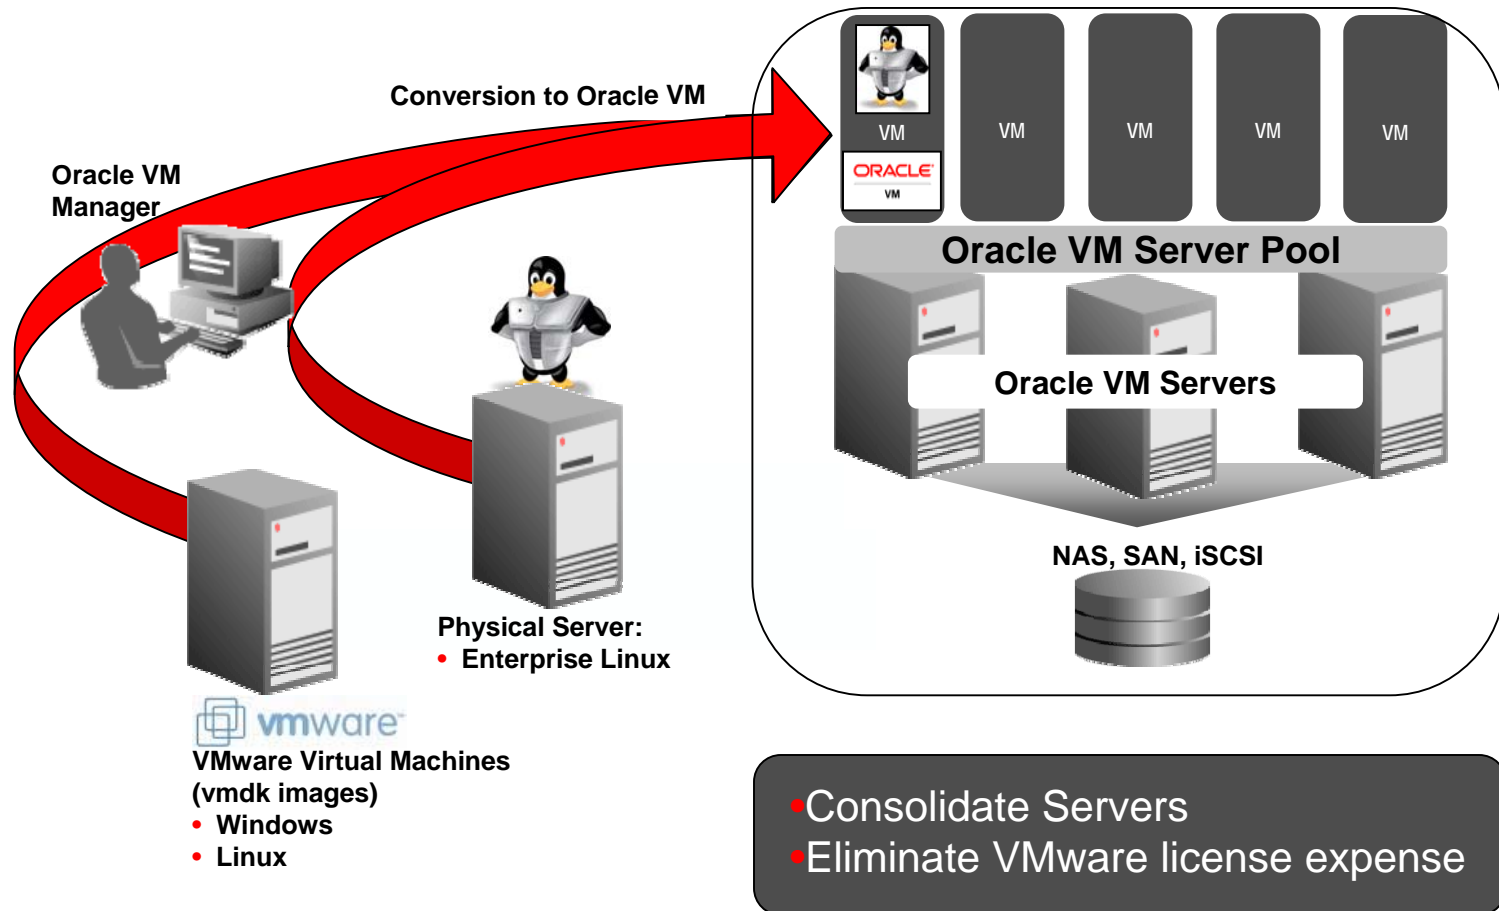 Conversion to Oracle VM
Oracle VM
Manager
VM
VM
VM
VM
VM
ORACLE
VM
Oracle VM Server Pool
Oracle VM Servers
NAS, SAN, iSCSI
Physical Server:
• Enterprise Linux
vmware
VMware Virtual Machines
(vmdk images)
• Windows
• Linux
•Consolidate Servers
•Eliminate VMware license expense